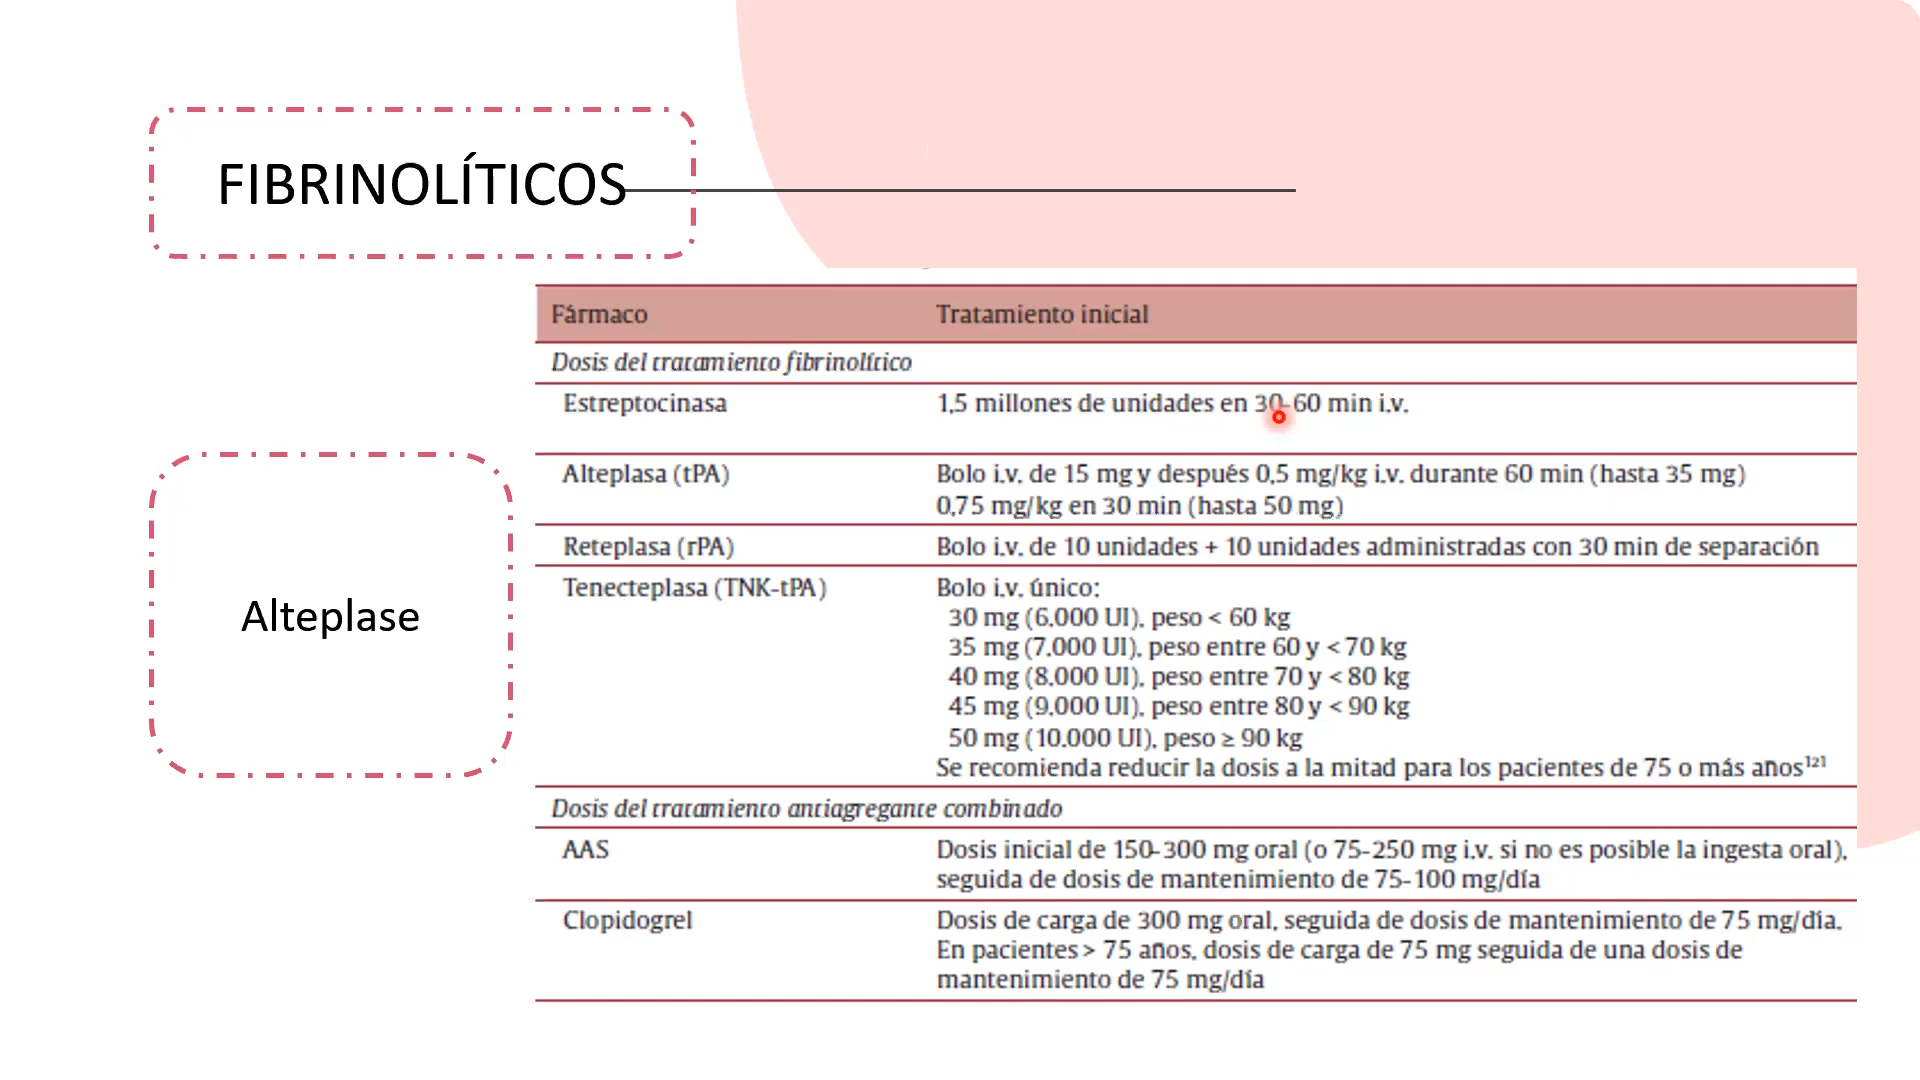 FIBRINOLÍTICOS
Fármaco Tratamiento inicial
Dosis del tratamiento fibrinolítico
Estreptocinasa 1,5 millones de unidades en 30-60 min i.v.
Alteplasa (tPA) Bolo i.v. de 15 mg y después 0,5 mg/kg i.v. durante 60 min (hasta 35 mg)
0,75 mg/kg en 30 min (hasta 50 mg)
Reteplasa (rPA) Bolo i.v. de 10 unidades + 10 unidades administradas con 30 min de separación
Tenecteplasa (TNK-tPA) Bolo i.v. único:
30 mg (6.000 UI), peso < 60 kg
35 mg (7.000 UI), peso entre 60 y < 70 kg
40 mg (8.000 UI), peso entre 70 y < 80 kg
45 mg (9.000 UI), peso entre 80 y < 90 kg
50 mg (10.000 UI), peso ≥ 90 kg
Se recomienda reducir la dosis a la mitad para los pacientes de 75 o más años¹²¹
Dosis del tratamiento antiagregante combinado
AAS Dosis inicial de 150-300 mg oral (o 75-250 mg i.v. si no es posible la ingesta oral),
seguida de dosis de mantenimiento de 75-100 mg/día
Clopidogrel Dosis de carga de 300 mg oral, seguida de dosis de mantenimiento de 75 mg/día.
En pacientes > 75 años, dosis de carga de 75 mg seguida de una dosis de
mantenimiento de 75 mg/día
Alteplase